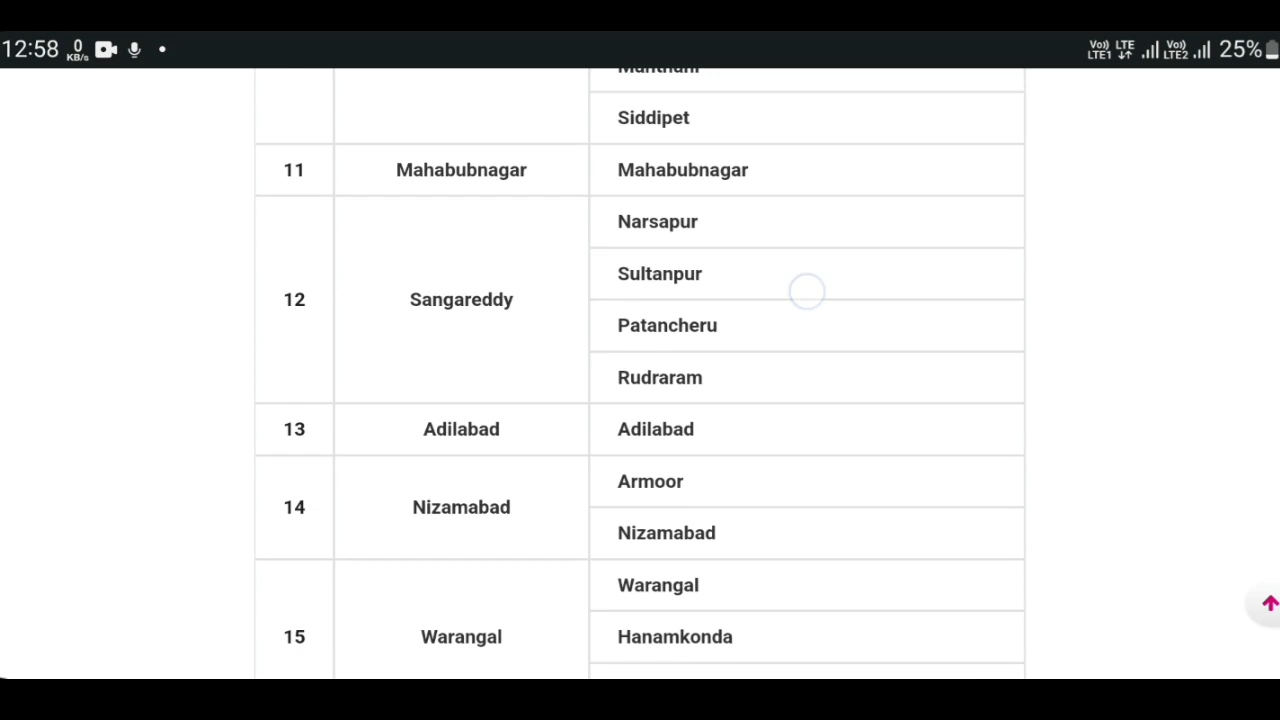 12:58 0 KB/s Vo) LTE1 LTE Vo) LTE2 25%
Siddipet
11 Mahabubnagar Mahabubnagar
Narsapur
Sultanpur
12 Sangareddy
Patancheru
Rudraram
13 Adilabad Adilabad
Armoor
14 Nizamabad
Nizamabad
Warangal
15 Warangal Hanamkonda